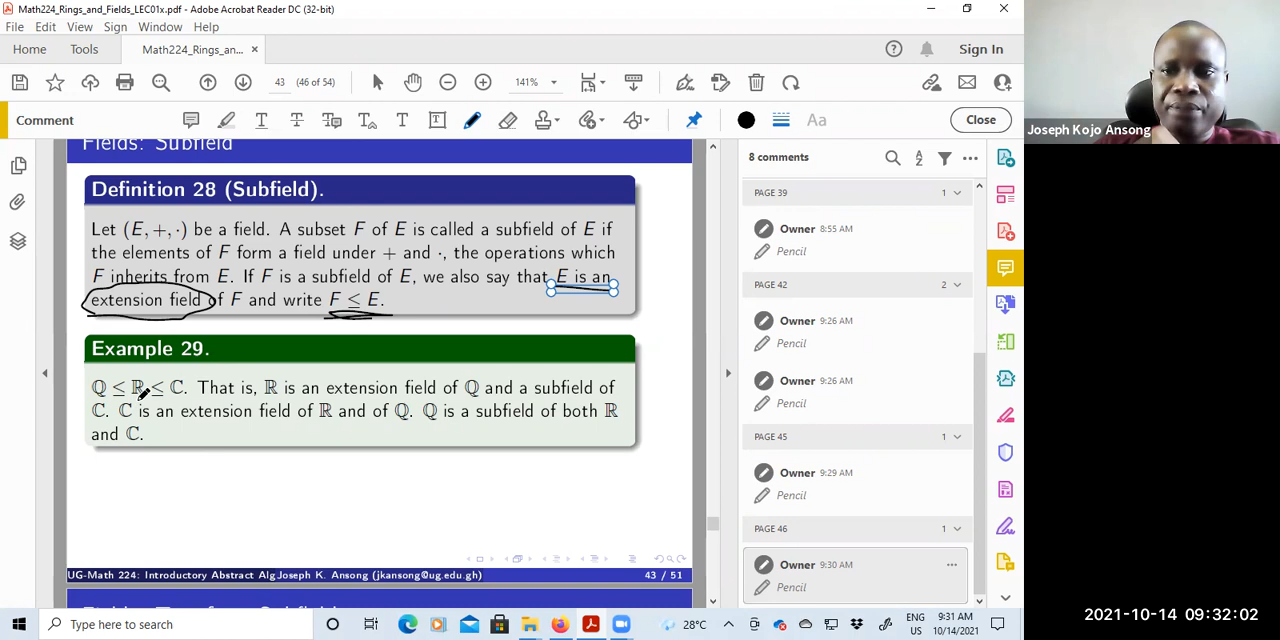 Math224_Rings_and_Fields_LEC01x.pdf - Adobe Acrobat Reader DC (32-bit)
File Edit View Sign Window Help
Home Tools Math224_Rings_an... × Sign In
43 (46 of 54) 141%
Comment Aa Close
Joseph Kojo Ansong
Fields: Subfield
8 comments
Definition 28 (Subfield).
Let (E, +, ·) be a field. A subset F of E is called a subfield of E if
the elements of F form a field under + and ·, the operations which
F inherits from E. If F is subfield of E, we also say that E is an
extension field of F and write F ≤ E.
Example 29.
ℚ ≤ ℝ ≤ ℂ. That is, ℝ is an extension field of ℚ and a subfield of
ℂ. ℂ is an extension field of ℝ and of ℚ. ℚ is a subfield of both ℝ
and ℂ.
UG-Math 224: Introductory Abstract Alg Joseph K. Ansong (jkansong@ug.edu.gh) 43 / 51
PAGE 39 1
Owner 8:55 AM
Pencil
PAGE 42 2
Owner 9:26 AM
Pencil
Owner 9:26 AM
Pencil
PAGE 45 1
Owner 9:29 AM
Pencil
PAGE 46 1
Owner 9:30 AM
Pencil
Type here to search
28°C
ENG
US
9:31 AM
10/14/2021
2021-10-14 09:32:02